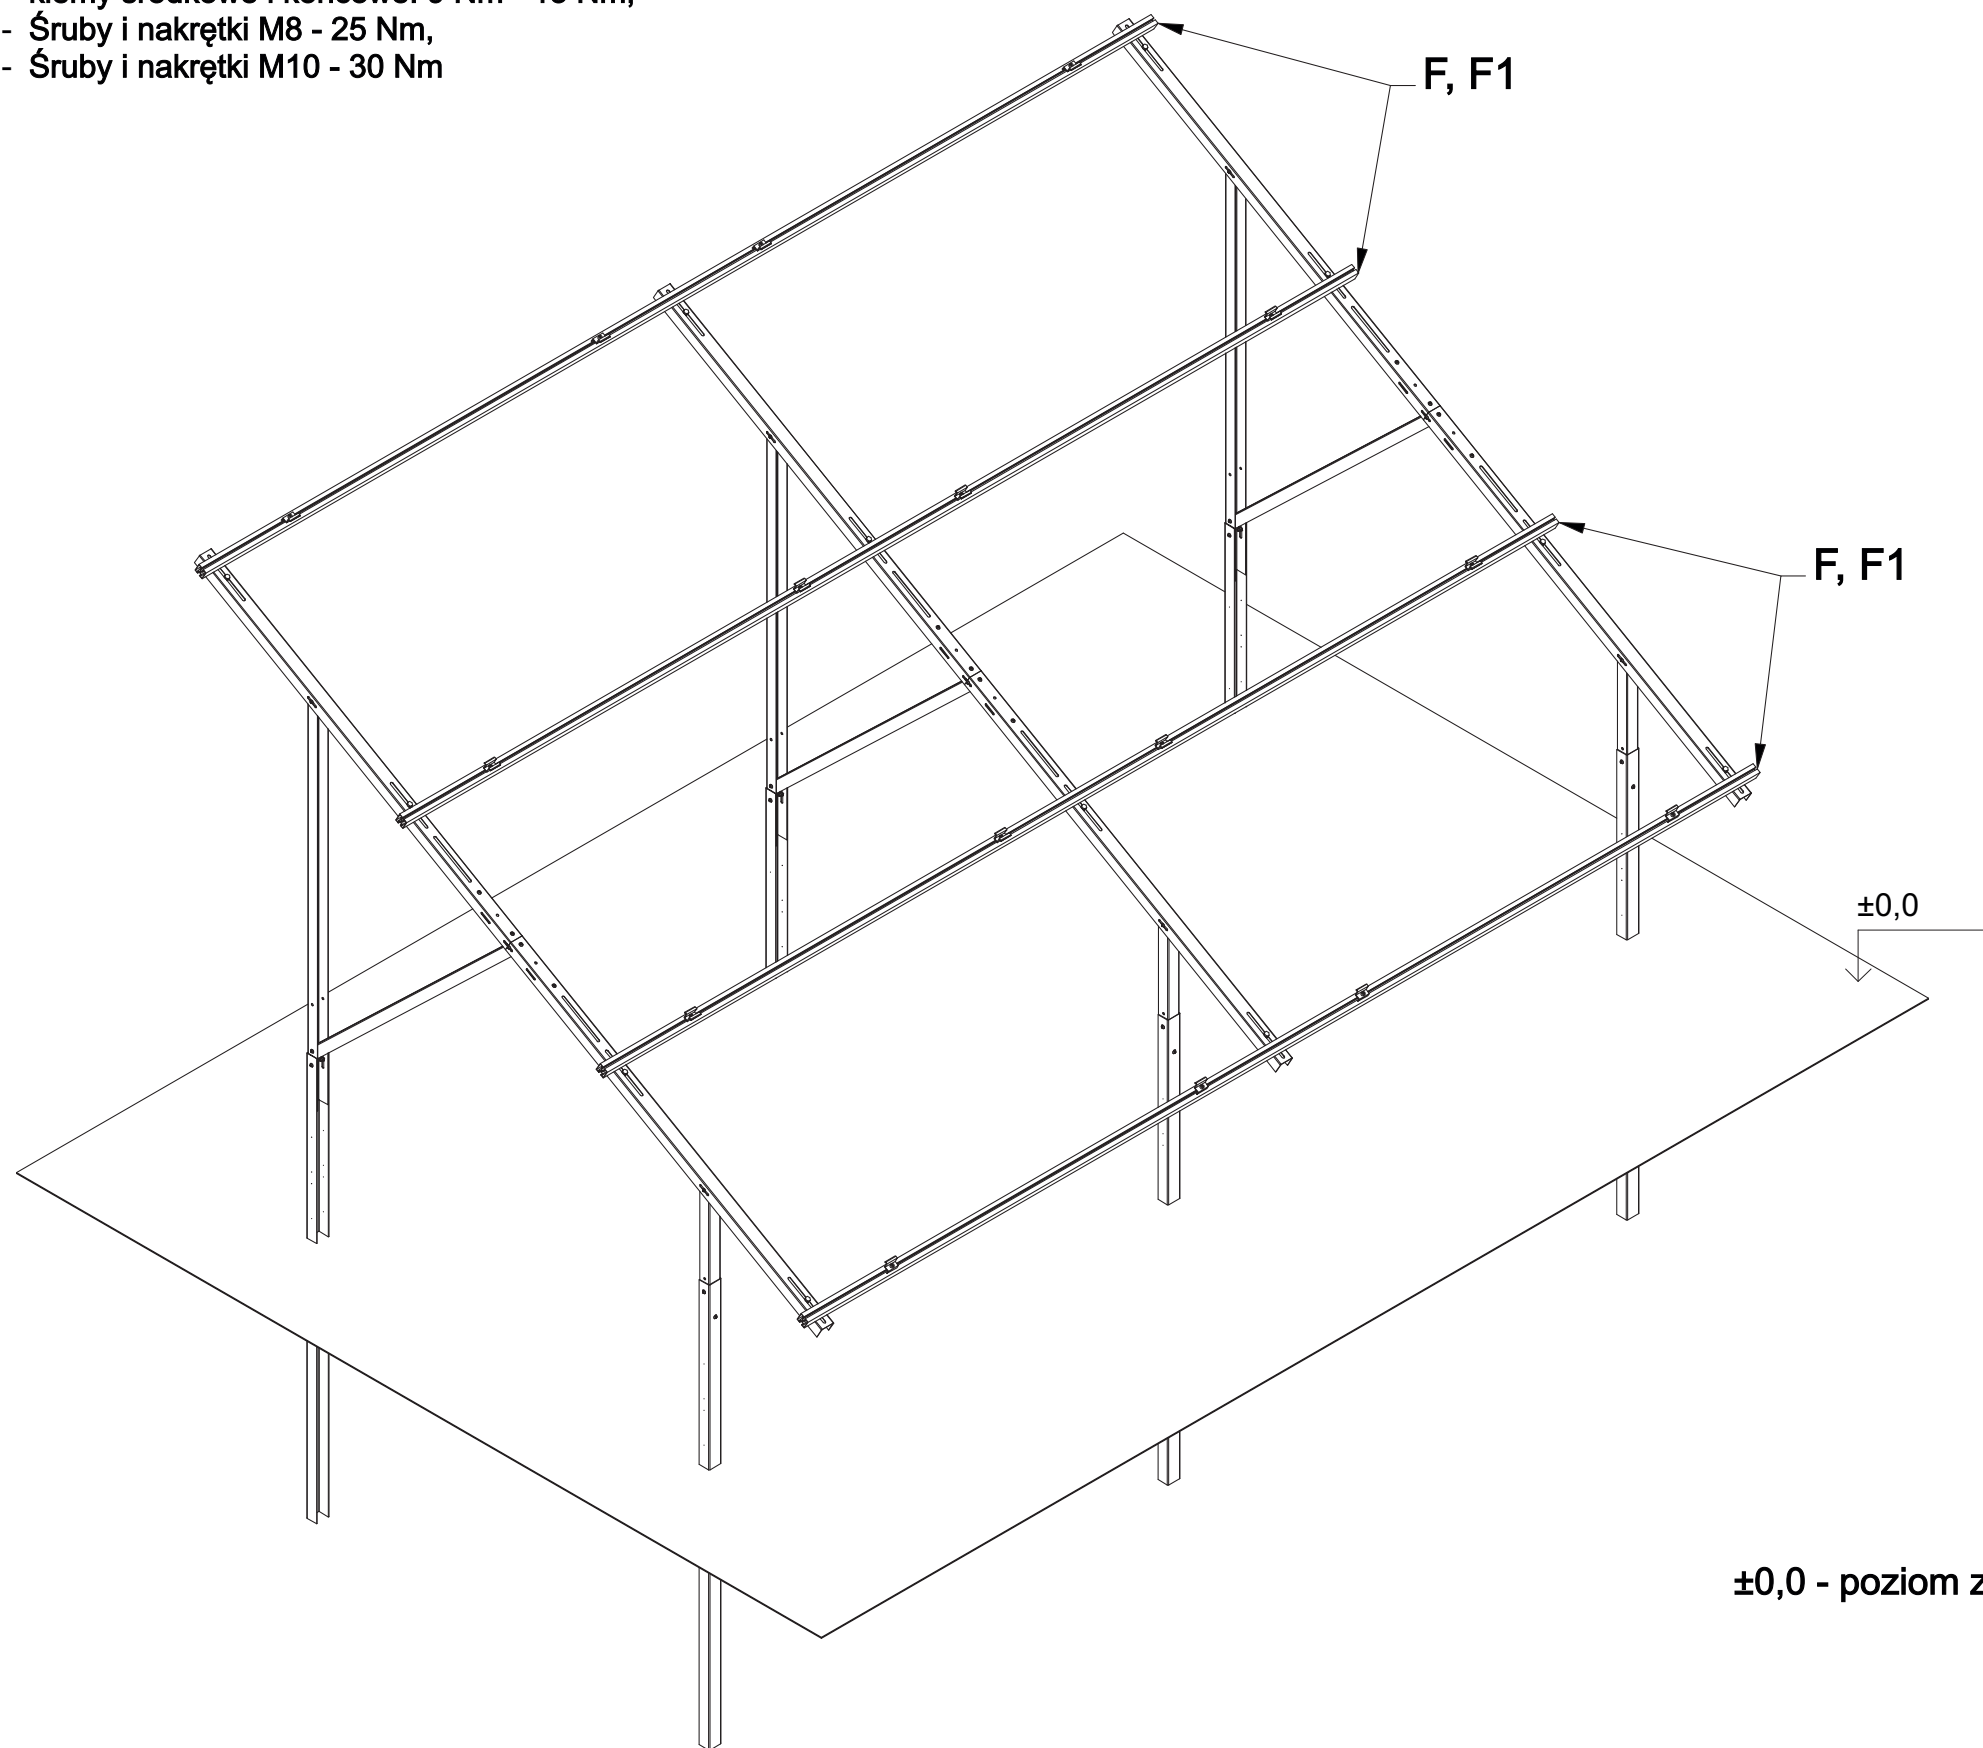 - Śruby i nakrętki M8 - 25 Nm,
- Śruby i nakrętki M10 - 30 Nm
F, F1
F, F1
±0,0
±0,0 - poziom z